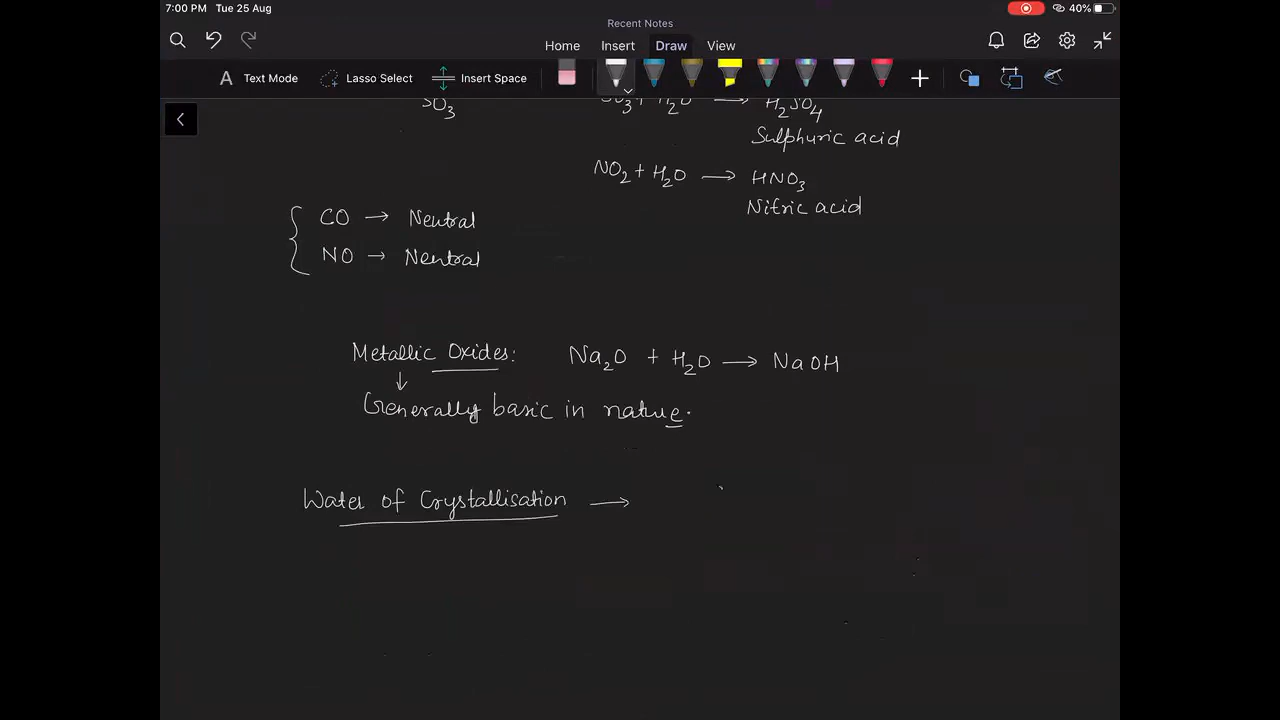 7:00 PM Tue 25 Aug
40%
Recent Notes
Home Insert Draw View
A Text Mode Lasso Select Insert Space
SO3 SO3 + H2O → H2SO4
Sulphuric acid
NO2 + H2O → HNO3
Nitric acid
CO → Neutral
NO → Neutral
Metallic Oxides: Na2O + H2O → NaOH
↓
Generally basic in nature.
Water of Crystallisation →